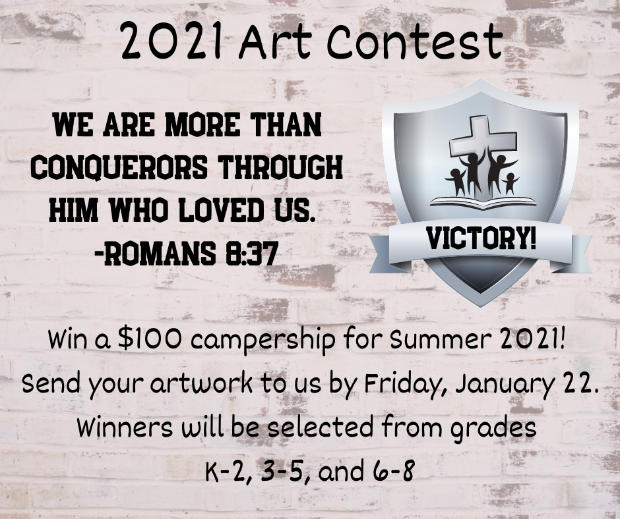 2021 Art Contest
WE ARE MORE THAN
CONQUERORS THROUGH
HIM WHO LOVED US.
-ROMANS 8:37
VICTORY!
Win a $100 campership for Summer 2021!
Send your artwork to us by Friday, January 22.
Winners will be selected from grades
K-2, 3-5, and 6-8